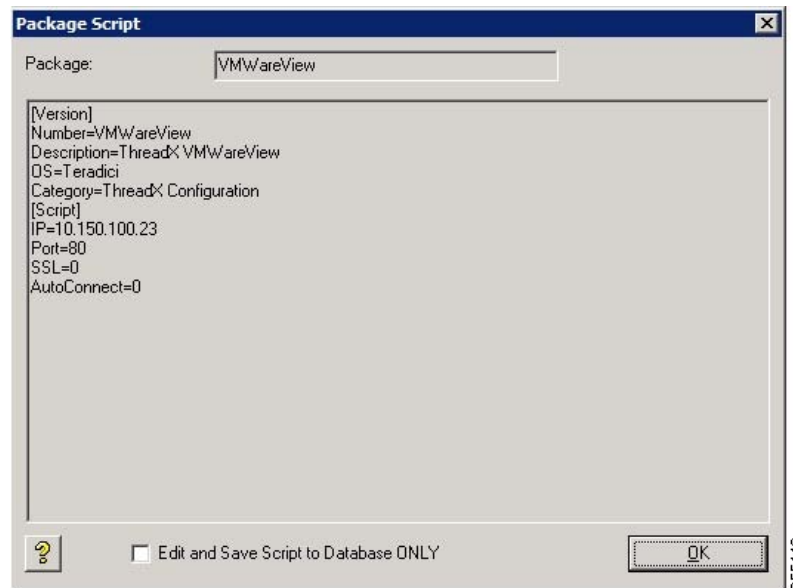 Package Script
Package: VMWareView
[Version]
Number=VMWareView
Description=ThreadX VMWareView
OS=Teradici
Category=ThreadX Configuration
[Script]
IP=10.150.100.23
Port=80
SSL=0
AutoConnect=0
Edit and Save Script to Database ONLY
OK